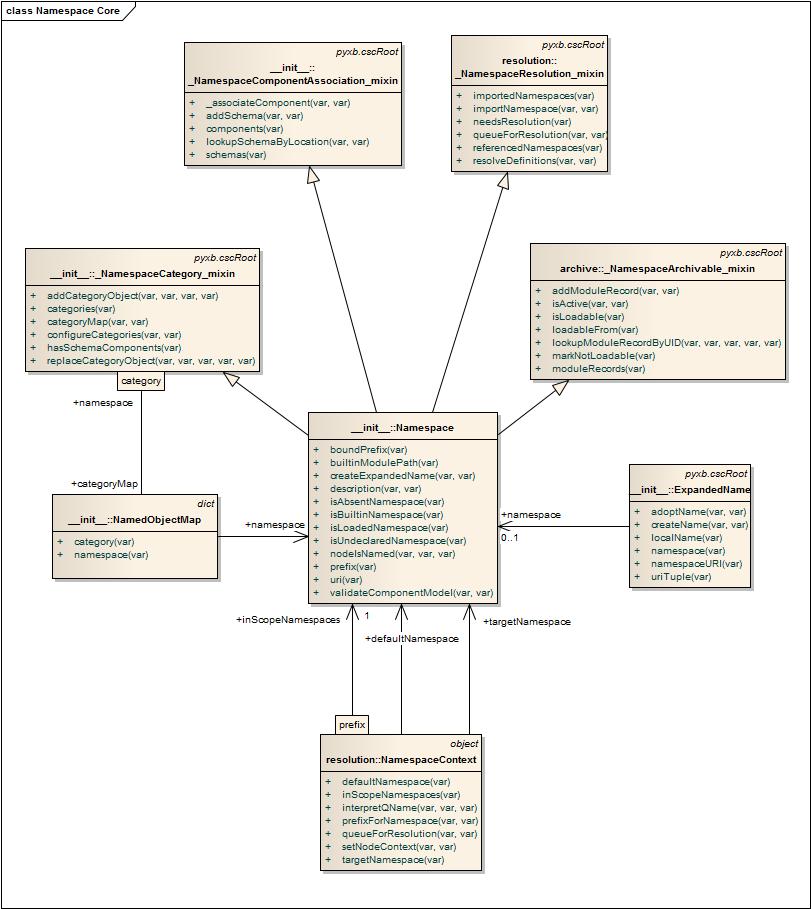 class Namespace Core
pyxb.cscRoot
__init__::
_NamespaceComponentAssociation_mixin
+ _associateComponent(var, var)
+ addSchema(var, var)
+ components(var)
+ lookupSchemaByLocation(var, var)
+ schemas(var)
pyxb.cscRoot
resolution::
_NamespaceResolution_mixin
+ importedNamespaces(var)
+ importNamespace(var, var)
+ needsResolution(var)
+ queueForResolution(var, var)
+ referencedNamespaces(var)
+ resolveDefinitions(var, var)
pyxb.cscRoot
__init__::_NamespaceCategory_mixin
+ addCategoryObject(var, var, var, var)
+ categories(var)
+ categoryMap(var, var)
+ configureCategories(var, var)
+ hasSchemaComponents(var)
+ replaceCategoryObject(var, var, var, var, var)
category
+namespace
+categoryMap
pyxb.cscRoot
archive::_NamespaceArchivable_mixin
+ addModuleRecord(var, var)
+ isActive(var, var)
+ isLoadable(var)
+ loadableFrom(var)
+ lookupModuleRecordByUID(var, var, var, var, var)
+ markNotLoadable(var)
+ moduleRecords(var)
__init__::Namespace
+ boundPrefix(var)
+ builtinModulePath(var)
+ createExpandedName(var, var)
+ description(var, var)
+ isAbsentNamespace(var)
+ isBuiltinNamespace(var)
+ isLoadedNamespace(var)
+ isUndeclaredNamespace(var)
+ nodeIsNamed(var, var, var)
+ prefix(var)
+ uri(var)
+ validateComponentModel(var, var)
dict
__init__::NamedObjectMap
+ category(var)
+ namespace(var)
+namespace
pyxb.cscRoot
__init__::ExpandedName
+ adoptName(var, var)
+ createName(var, var)
+ localName(var)
+ namespace(var)
+ namespaceURI(var)
+ uriTuple(var)
+namespace
0..1
+inScopeNamespaces
1
+defaultNamespace
+targetNamespace
prefix
object
resolution::NamespaceContext
+ defaultNamespace(var)
+ inScopeNamespaces(var)
+ interpretQName(var, var, var)
+ prefixForNamespace(var, var)
+ queueForResolution(var, var)
+ setNodeContext(var, var)
+ targetNamespace(var)